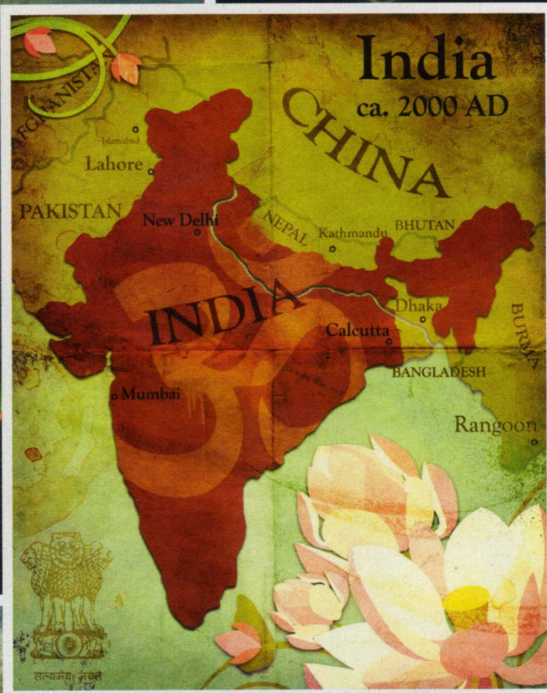 India
ca. 2000 AD
AFGHANISTA
CHINA
Islamabad
Lahore
PAKISTAN
New Delhi
NEPAL
Kathmandu
BHUTAN
INDIA
Dhaka
Calcutta
BURMA
BANGLADESH
Mumbai
Rangoon
ॐ
सत्यमेव जयते